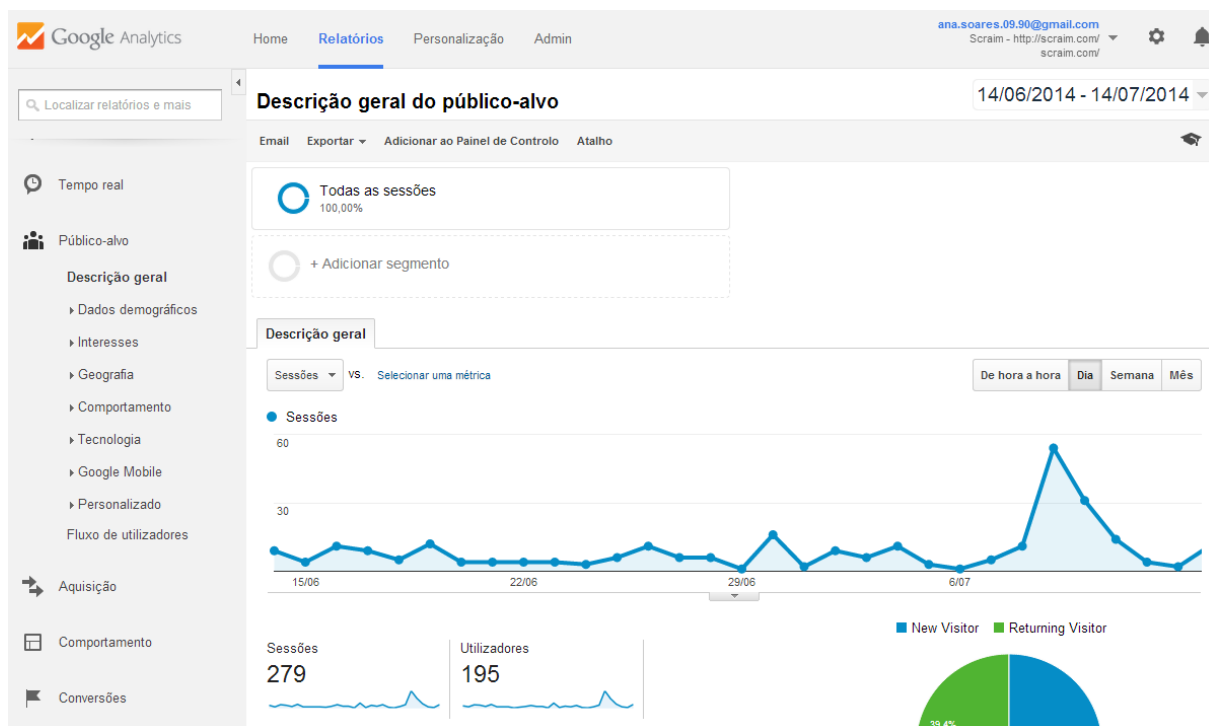 Google Analytics
Home Relatórios Personalização Admin
ana.soares.09.90@gmail.com
Scraim - http://scraim.com/
scraim.com/
Localizar relatórios e mais
Tempo real
Público-alvo
Descrição geral
Dados demográficos
Interesses
Geografia
Comportamento
Tecnologia
Google Mobile
Personalizado
Fluxo de utilizadores
Aquisição
Comportamento
Conversões
Descrição geral do público-alvo
14/06/2014 - 14/07/2014
Email Exportar Adicionar ao Painel de Controlo Atalho
Todas as sessões
100,00%
+ Adicionar segmento
Descrição geral
Sessões VS. Selecionar uma métrica
De hora a hora Dia Semana Mês
Sessões
60
30
15/06 22/06 29/06 6/07
New Visitor Returning Visitor
Sessões Utilizadores
279 195
39.4%